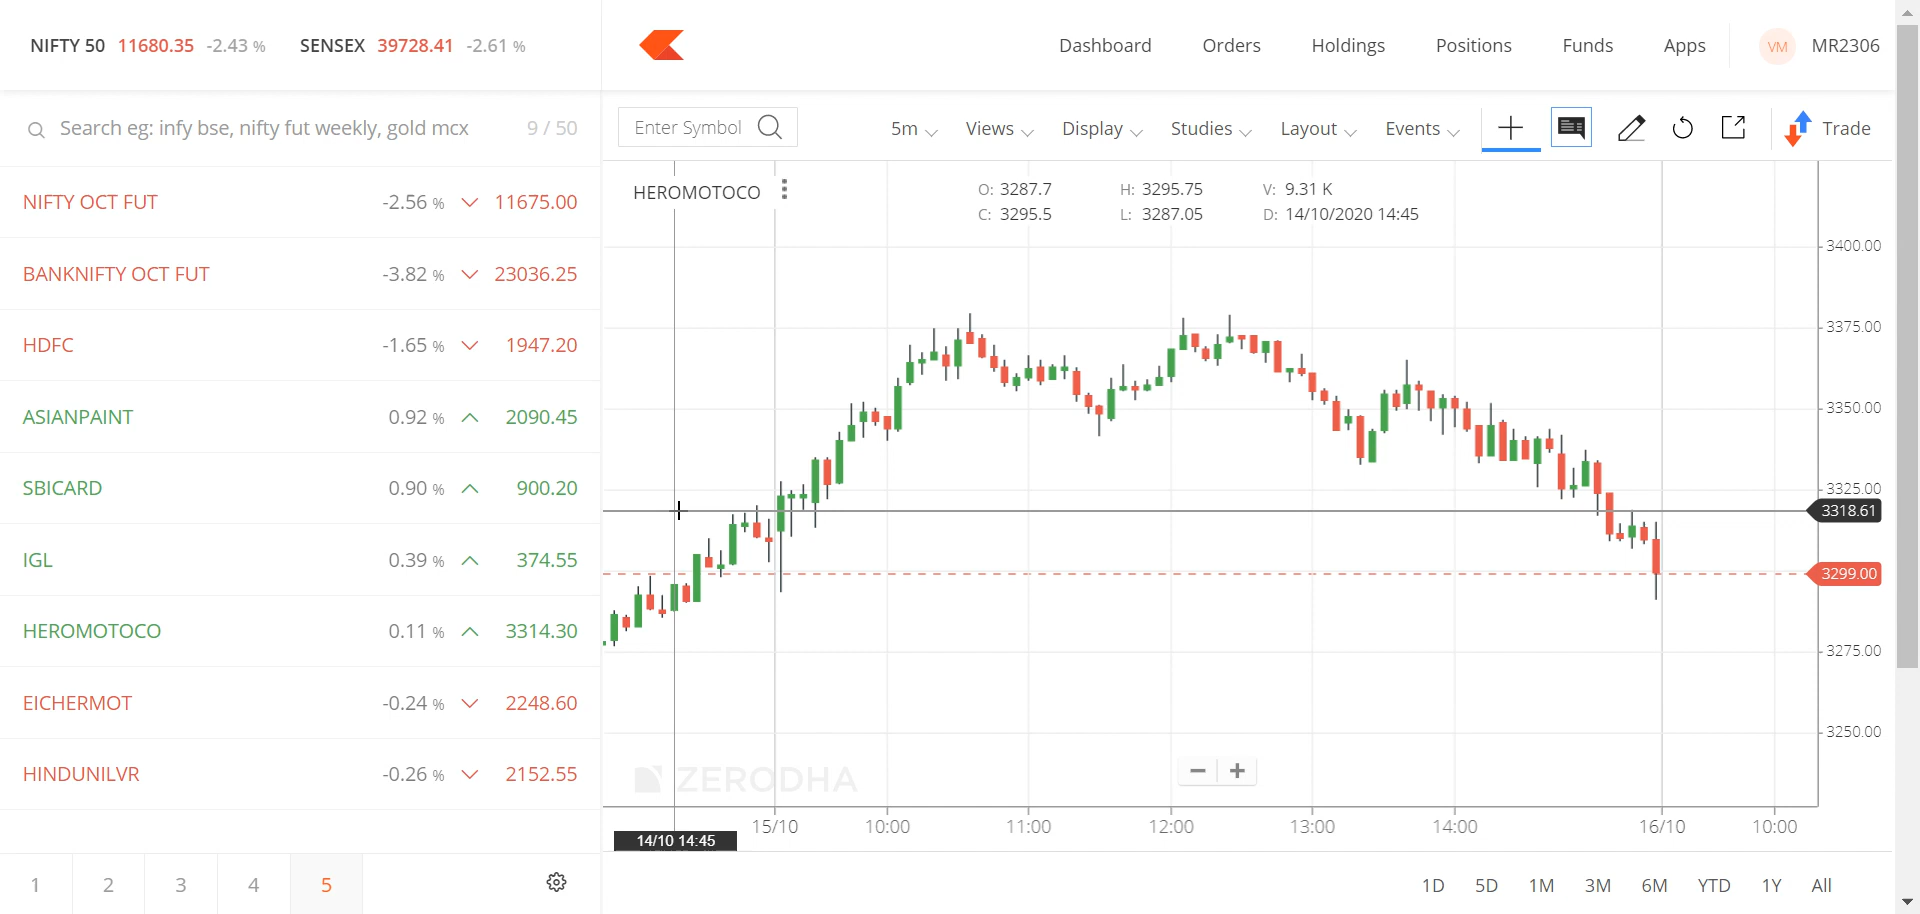 NIFTY 50 11680.35 -2.43 % SENSEX 39728.41 -2.61 %
Dashboard Orders Holdings Positions Funds Apps VM MR2306
Search eg: infy bse, nifty fut weekly, gold mcx 9 / 50
Enter Symbol 5m Views Display Studies Layout Events Trade
NIFTY OCT FUT -2.56 % 11675.00
BANKNIFTY OCT FUT -3.82 % 23036.25
HDFC -1.65 % 1947.20
ASIANPAINT 0.92 % 2090.45
SBICARD 0.90 % 900.20
IGL 0.39 % 374.55
HEROMOTOCO 0.11 % 3314.30
EICHERMOT -0.24 % 2248.60
HINDUNILVR -0.26 % 2152.55
1 2 3 4 5
HEROMOTOCO
O: 3287.7 H: 3295.75 V: 9.31 K
C: 3295.5 L: 3287.05 D: 14/10/2020 14:45
3400.00
3375.00
3350.00
3325.00
3318.61
3299.00
3275.00
3250.00
ZERODHA
15/10 10:00 11:00 12:00 13:00 14:00 16/10 10:00
14/10 14:45
1D 5D 1M 3M 6M YTD 1Y All